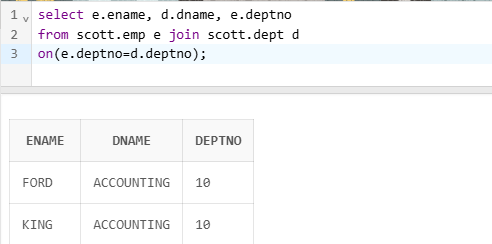 1 select e.ename, d.dname, e.deptno
2 from scott.emp e join scott.dept d
3 on(e.deptno=d.deptno);
ENAME DNAME DEPTNO
FORD ACCOUNTING 10
KING ACCOUNTING 10